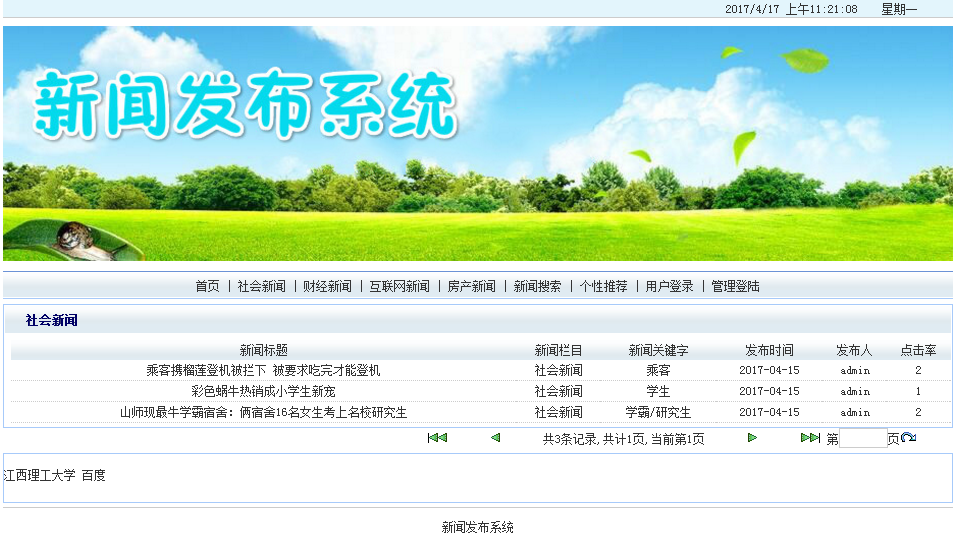 2017/4/17 上午11:21:08 星期一
新闻发布系统
首页 | 社会新闻 | 财经新闻 | 互联网新闻 | 房产新闻 | 新闻搜索 | 个性推荐 | 用户登录 | 管理登陆
社会新闻
新闻标题 新闻栏目 新闻关键字 发布时间 发布人 点击率
乘客携榴莲登机被拦下 被要求吃完才能登机 社会新闻 乘客 2017-04-15 admin 2
彩色蜗牛热销成小学生新宠 社会新闻 学生 2017-04-15 admin 1
山师现最牛学霸宿舍：俩宿舍16名女生考上名校研究生 社会新闻 学霸/研究生 2017-04-15 admin 2
共3条记录,共计1页,当前第1页 第 页
江西理工大学 百度
新闻发布系统